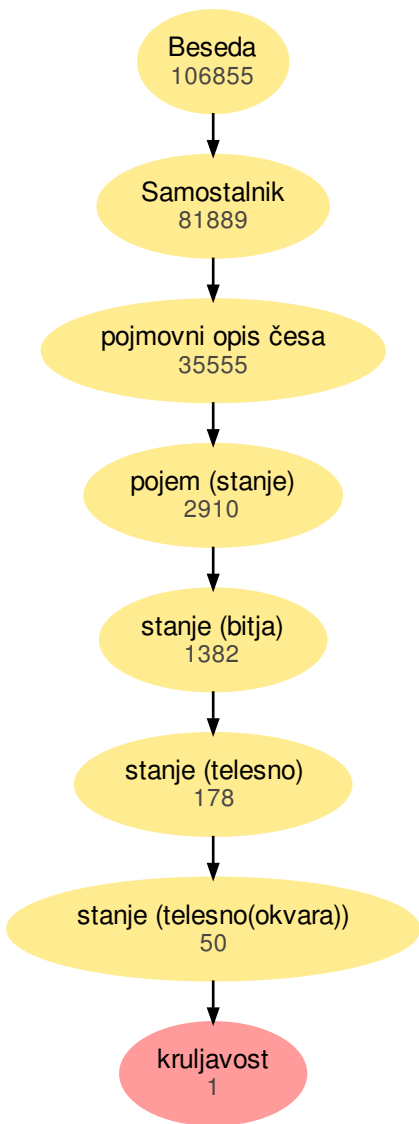 Beseda
106855
Samostalnik
81889
pojmovni opis česa
35555
pojem (stanje)
2910
stanje (bitja)
1382
stanje (telesno)
178
stanje (telesno(okvara))
50
kruljavost
1